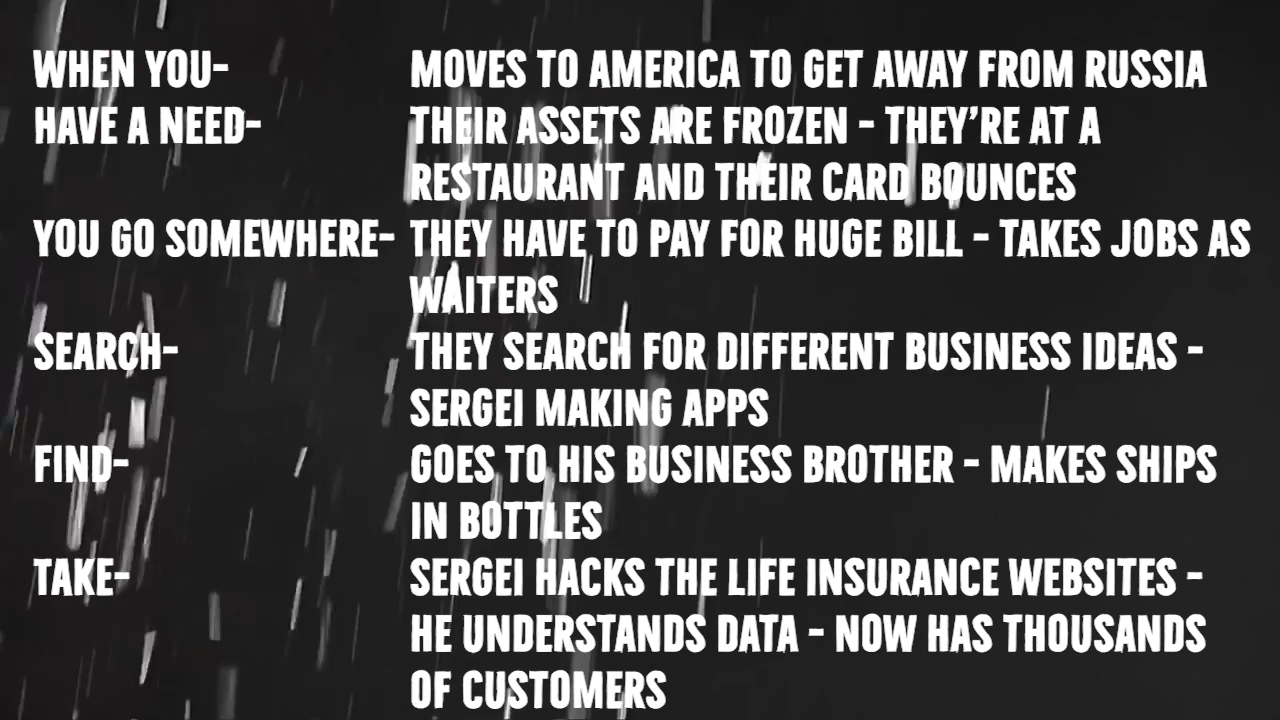 WHEN YOU- MOVES TO AMERICA TO GET AWAY FROM RUSSIA
HAVE A NEED- THEIR ASSETS ARE FROZEN - THEY'RE AT A
RESTAURANT AND THEIR CARD BOUNCES
YOU GO SOMEWHERE- THEY HAVE TO PAY FOR HUGE BILL - TAKES JOBS AS
WAITERS
SEARCH- THEY SEARCH FOR DIFFERENT BUSINESS IDEAS -
SERGEI MAKING APPS
FIND- GOES TO HIS BUSINESS BROTHER - MAKES SHIPS
IN BOTTLES
TAKE- SERGEI HACKS THE LIFE INSURANCE WEBSITES -
HE UNDERSTANDS DATA - NOW HAS THOUSANDS
OF CUSTOMERS